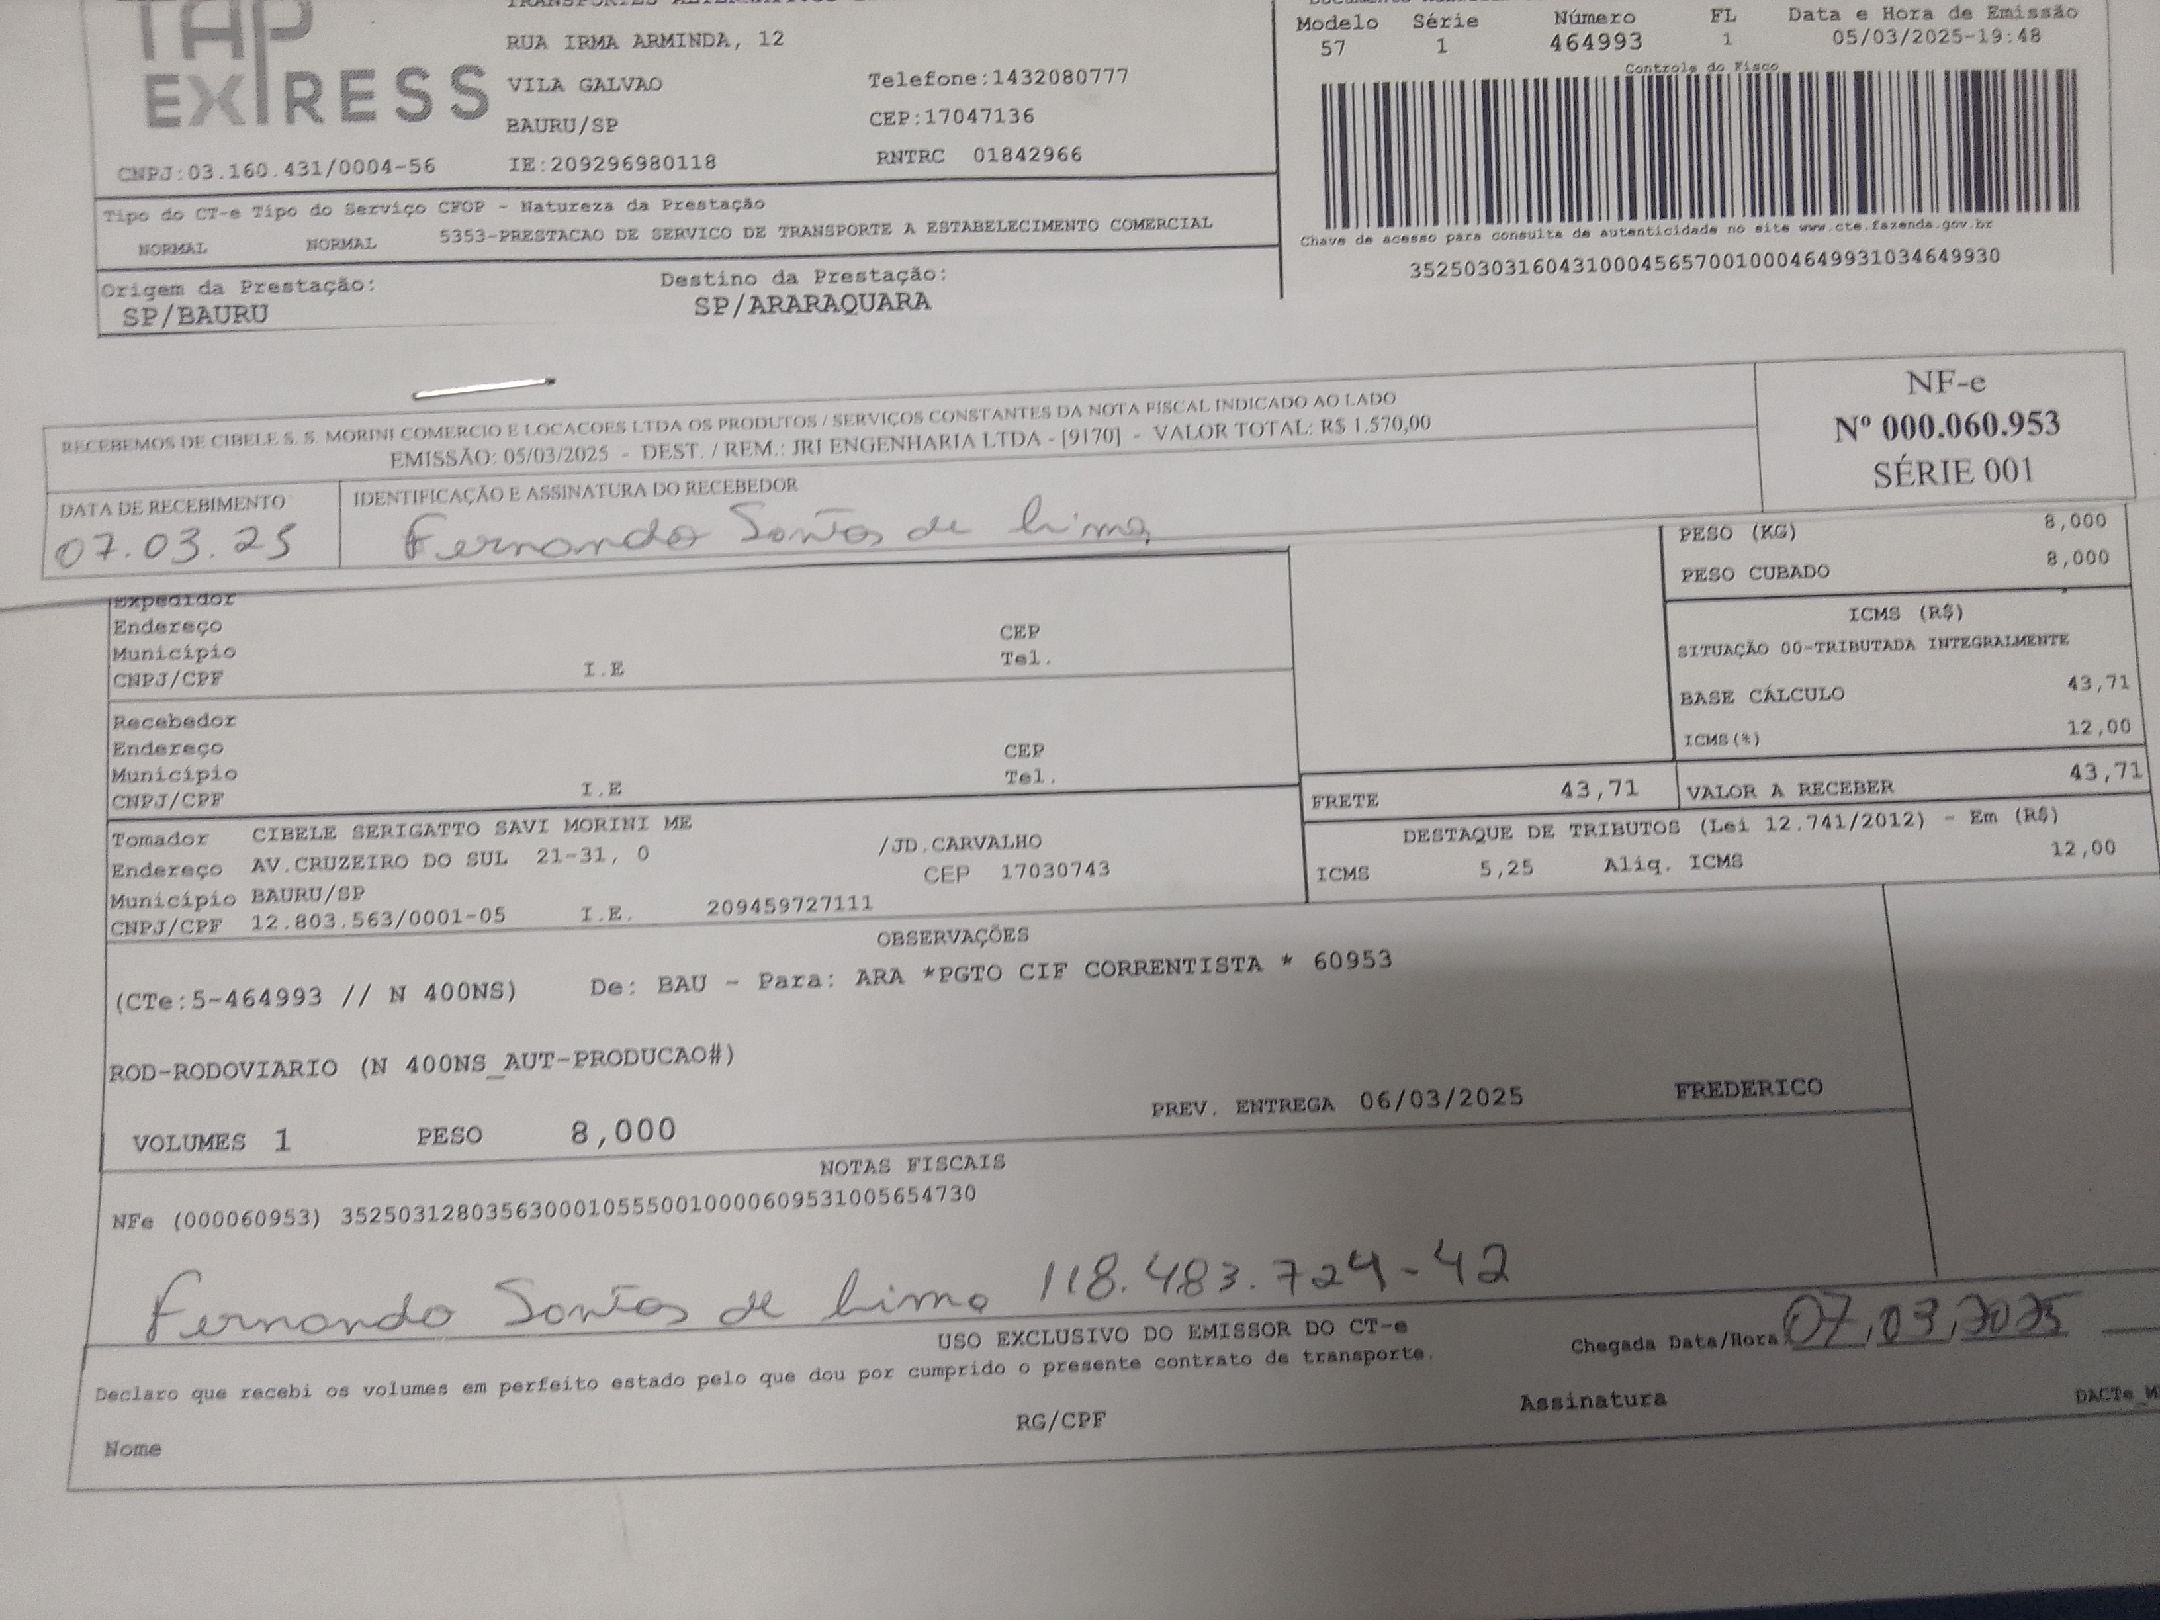 TAP
EXPRESS
RUA IRMA ARMINDA, 12
VILA GALVAO Telefone:1432080777
BAURU/SP CEP:17047136
CNPJ:03.160.431/0004-56 IE:209296980118 RNTRC 01842966
Modelo Série Número FL Data e Hora de Emissão
57 1 464993 1 05/03/2025-19:48
Controle do Fisco
Tipo do CT-e Tipo do Serviço CFOP - Natureza da Prestação
NORMAL NORMAL 5353-PRESTACAO DE SERVICO DE TRANSPORTE A ESTABELECIMENTO COMERCIAL
Chave de acesso para consulta de autenticidade no site www.cte.fazenda.gov.br
35250303160431000456570010004649931034649930
Origem da Prestação: Destino da Prestação:
SP/BAURU SP/ARARAQUARA
RECEBEMOS DE CIBELE S. S. MORINI COMERCIO E LOCACOES LTDA OS PRODUTOS / SERVIÇOS CONSTANTES DA NOTA FISCAL INDICADO AO LADO
EMISSÃO: 05/03/2025 - DEST. / REM.: JRI ENGENHARIA LTDA - [9170] - VALOR TOTAL: R$ 1.570,00
NF-e
Nº 000.060.953
SÉRIE 001
DATA DE RECEBIMENTO IDENTIFICAÇÃO E ASSINATURA DO RECEBEDOR
07.03.25 Fernando Santos de Lima
PESO (KG) 8,000
PESO CUBADO 8,000
Expedidor
Endereço CEP
Município Tel.
CNPJ/CPF I.E
ICMS (R$)
SITUAÇÃO 00-TRIBUTADA INTEGRALMENTE
BASE CÁLCULO 43,71
ICMS(%) 12,00
Recebedor
Endereço CEP
Município Tel.
CNPJ/CPF I.E
FRETE 43,71 VALOR A RECEBER 43,71
Tomador CIBELE SERIGATTO SAVI MORINI ME
Endereço AV.CRUZEIRO DO SUL 21-31, 0 /JD.CARVALHO
Município BAURU/SP CEP 17030743
CNPJ/CPF 12.803.563/0001-05 I.E. 209459727111
DESTAQUE DE TRIBUTOS (Lei 12.741/2012) - Em (R$)
ICMS 5,25 Aliq. ICMS 12,00
OBSERVAÇÕES
(CTe:5-464993 // N 400NS) De: BAU - Para: ARA *PGTO CIF CORRENTISTA * 60953
ROD-RODOVIARIO (N 400NS_AUT-PRODUCAO#)
VOLUMES 1 PESO 8,000 PREV. ENTREGA 06/03/2025 FREDERICO
NOTAS FISCAIS
NFe (000060953) 35250312803563000105550010000609531005654730
Fernando Santos de Lima 118.483.724-42
USO EXCLUSIVO DO EMISSOR DO CT-e
Chegada Data/Hora 07,03,2025
Declaro que recebi os volumes em perfeito estado pelo que dou por cumprido o presente contrato de transporte.
Nome RG/CPF Assinatura